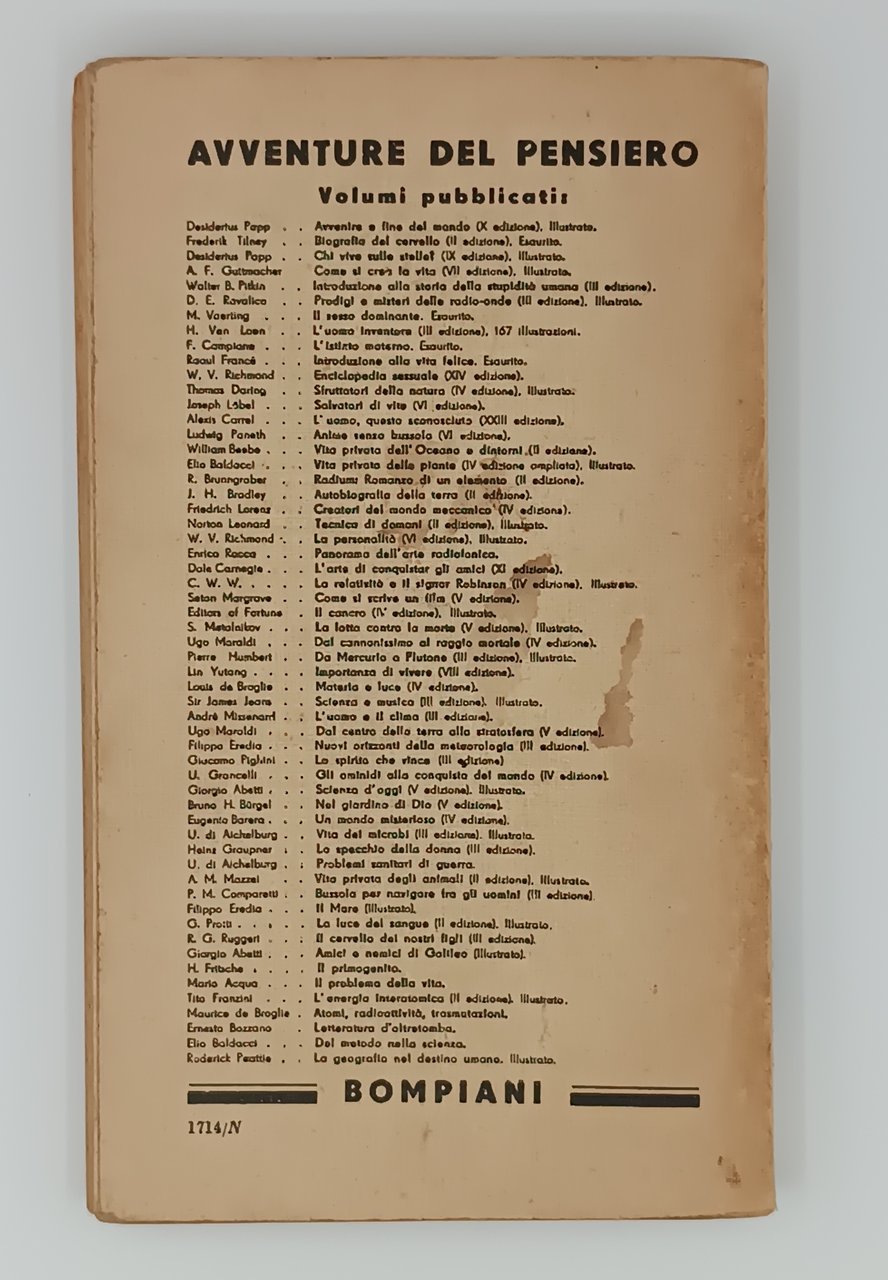 AVVENTURE DEL PENSIERO
Volumi pubblicati:
Desiderius Papp . . Avvenire e fine del mondo (X edizione). Illustrato.
Frederik Tilney . . Biografia del cervello (II edizione). Esaurito.
Desiderius Papp . . Chi vive sulle stelle? (IX edizione). Illustrato.
A. F. Guttmacher Come si crea la vita (VII edizione). Illustrato.
Walter B. Pitkin . . Introduzione alla storia della stupidità umana (III edizione).
D. E. Ravalico . . Prodigi e misteri delle radio-onde (III edizione). Illustrato.
M. Vaerting . . . Il sesso dominante. Esaurito.
H. Van Loon . . L'uomo inventore (III edizione), 167 illustrazioni.
F. Campione . . . L'istinto materno. Esaurito.
Raoul Francé . . . Introduzione alla vita felice. Esaurito.
W. V. Richmond . . Enciclopedia sessuale (XIV edizione).
Thomas Daring . . Sfruttatori della natura (IV edizione). Illustrato.
Joseph Löbel . . . Salvatori di vite (VI edizione).
Alexis Carrel . . . L'uomo, questo sconosciuto (XXIII edizione).
Ludwig Paneth . . Anime senza bussola (VI edizione).
William Beebe . . . Vita privata dell'Oceano e dintorni (II edizione).
Elio Baldacci . . . Vita privata delle piante (IV edizione ampliata). Illustrato.
R. Brunngraber . . Radium: Romanzo di un elemento (II edizione).
J. H. Bradley . . Autobiografia della terra (II edizione).
Friedrich Lorenz . . Creatori del mondo meccanico (IV edizione).
Norton Leonard . . Tecnica di domani (II edizione). Illustrato.
W. V. Richmond . . La personalità (VI edizione). Illustrato.
Enrico Rocca . . . Panorama dell'arte radiofonica.
Dale Carnegie . . . L'arte di conquistar gli amici (XI edizione).
C. W. W. . . . . La relatività e il signor Robinson (IV edizione). Illustrato.
Seton Margrave . . Come si scrive un film (V edizione).
Editors of Fortune . Il cancro (IV edizione). Illustrato.
S. Metalnikov . . . La lotta contro la morte (V edizione). Illustrato.
Ugo Maraldi . . . Dal cannonissimo al raggio mortale (IV edizione).
Pierre Humbert . . Da Mercurio a Plutone (III edizione). Illustrato.
Lin Yutang . . . . Importanza di vivere (VIII edizione).
Louis de Broglie . . Materia e luce (IV edizione).
Sir James Jeans . . Scienza e musica (III edizione). Illustrato.
André Missenard . . L'uomo e il clima (III edizione).
Ugo Maraldi . . . Dal centro della terra alla stratosfera (V edizione).
Filippo Eredia . . . Nuovi orizzonti della meteorologia (III edizione).
Giacomo Pighini . . Lo spirito che vince (III edizione)
U. Grancelli . . . Gli ominidi alla conquista del mondo (IV edizione).
Giorgio Abetti . . . Scienza d'oggi (V edizione). Illustrato.
Bruno H. Bürgel . . Nel giardino di Dio (V edizione).
Eugenio Barera . . . Un mondo misterioso (IV edizione).
U. di Aichelburg . . Vita dei microbi (III edizione). Illustrato.
Heinz Graupner . . Lo specchio della donna (III edizione).
U. di Aichelburg . . Problemi sanitari di guerra.
A. M. Mazzei . . Vita privata degli animali (II edizione). Illustrato.
P. M. Comparetti . . Bussola per navigare fra gli uomini (III edizione)
Filippo Eredia . . . Il Mare (Illustrato).
G. Protti . . . . . La luce del sangue (II edizione). Illustrato.
R. G. Ruggeri . . . Il cervello dei nostri figli (III edizione).
Giorgio Abetti . . . Amici e nemici di Galileo (Illustrato).
H. Fritsche . . . . Il primogenito.
Mario Acqua . . . Il problema della vita.
Tito Franzini . . . L'energia interatomica (II edizione). Illustrato.
Maurice de Broglie . Atomi, radioattività, trasmutazioni.
Ernesto Bozzano . Letteratura d'oltretomba.
Elio Baldacci . . . Del metodo nella scienza.
Roderick Peattie . . La geografia nel destino umano. Illustrato.
BOMPIANI
1714/N